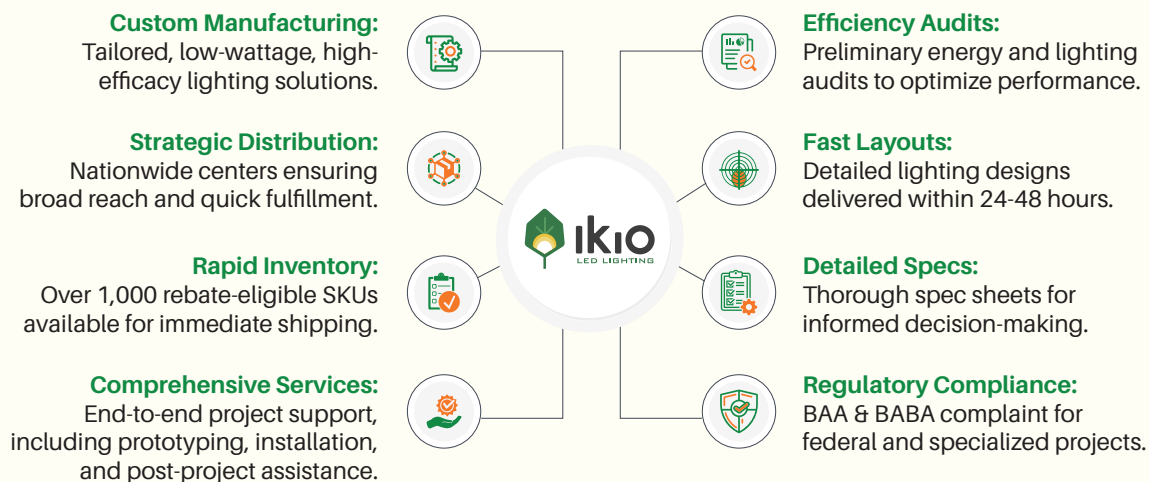 Custom Manufacturing:
Tailored, low-wattage, high-
efficacy lighting solutions.
Strategic Distribution:
Nationwide centers ensuring
broad reach and quick fulfillment.
Rapid Inventory:
Over 1,000 rebate-eligible SKUs
available for immediate shipping.
Comprehensive Services:
End-to-end project support,
including prototyping, installation,
and post-project assistance.
ıkıo
LED LIGHTING
Efficiency Audits:
Preliminary energy and lighting
audits to optimize performance.
Fast Layouts:
Detailed lighting designs
delivered within 24-48 hours.
Detailed Specs:
Thorough spec sheets for
informed decision-making.
Regulatory Compliance:
BAA & BABA complaint for
federal and specialized projects.